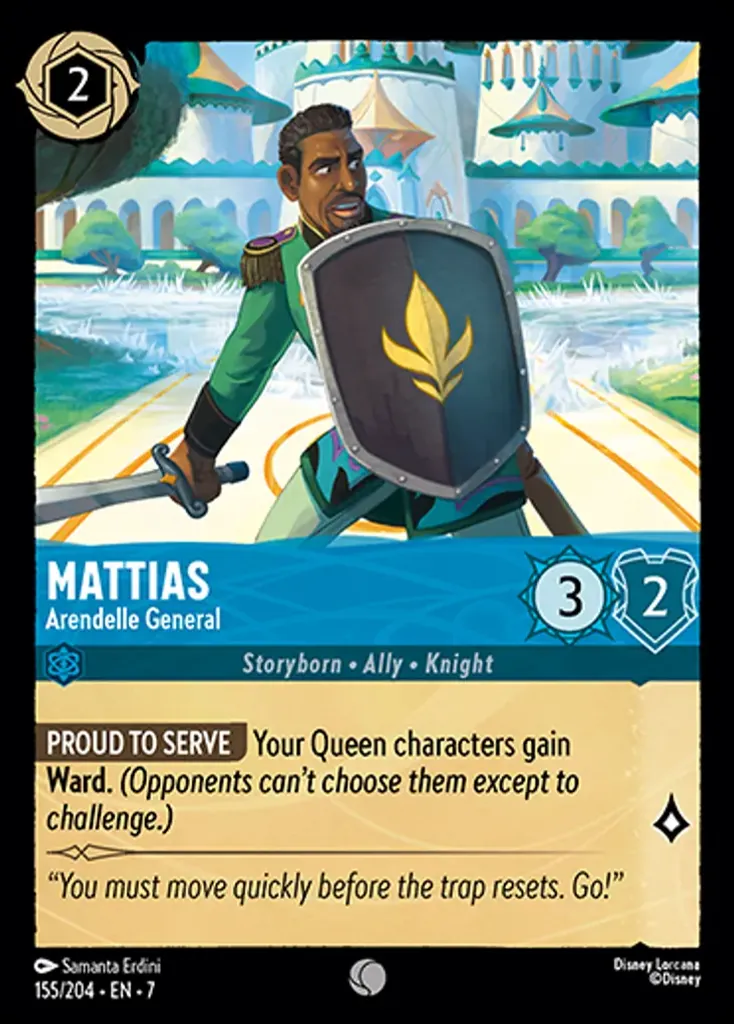 2
MATTIAS
Arendelle General
3
2
Storyborn • Ally • Knight
PROUD TO SERVE Your Queen characters gain
Ward. (Opponents can't choose them except to
challenge.)
“You must move quickly before the trap resets. Go!”
Samanta Erdini
155/204 • EN • 7
Disney Lorcana
©Disney